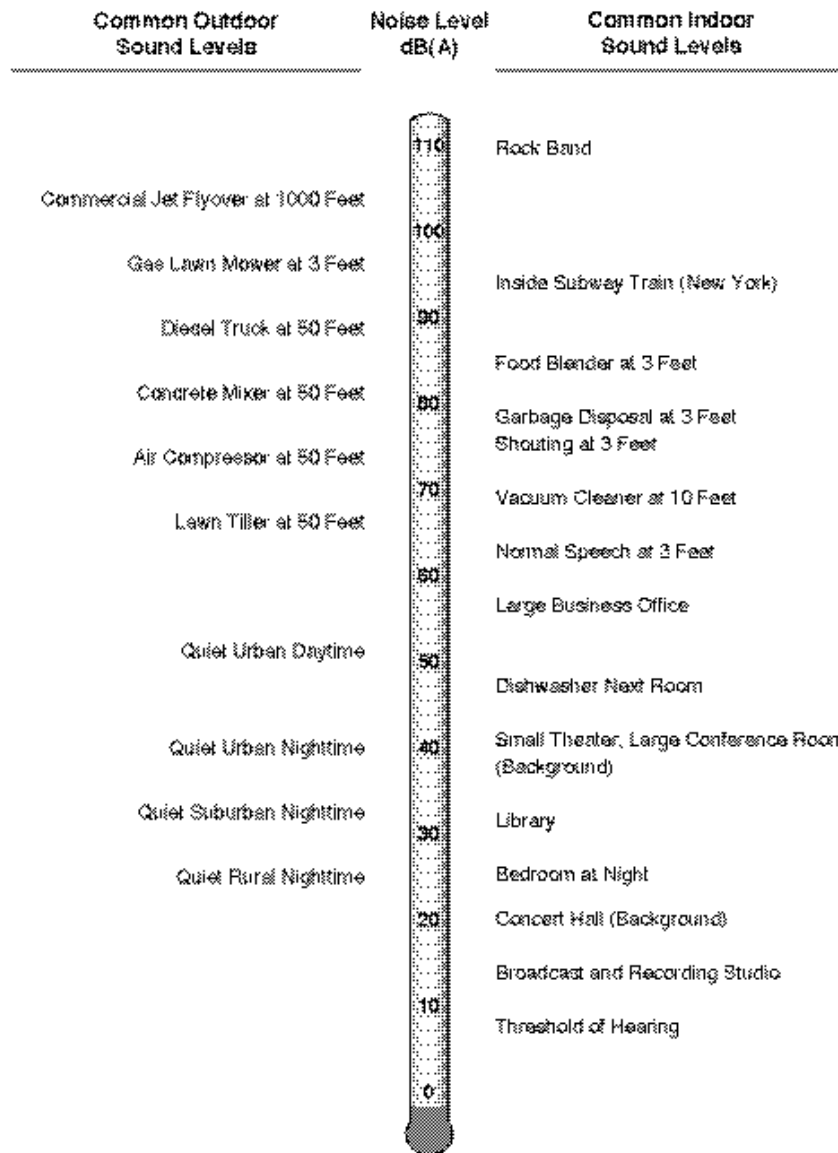 Common Outdoor
Sound Levels
Noise Level
dB(A)
Common Indoor
Sound Levels
110
Rock Band
Commercial Jet Flyover at 1000 Feet
100
Gas Lawn Mower at 3 Feet
Inside Subway Train (New York)
90
Diesel Truck at 50 Feet
Food Blender at 3 Feet
Concrete Mixer at 50 Feet
80
Garbage Disposal at 3 Feet
Shouting at 3 Feet
Air Compressor at 50 Feet
70
Vacuum Cleaner at 10 Feet
Lawn Tiller at 50 Feet
Normal Speech at 3 Feet
60
Large Business Office
Quiet Urban Daytime
50
Dishwasher Next Room
Quiet Urban Nighttime
40
Small Theater, Large Conference Room
(Background)
Quiet Suburban Nighttime
Library
30
Quiet Rural Nighttime
Bedroom at Night
20
Concert Hall (Background)
Broadcast and Recording Studio
10
Threshold of Hearing
0